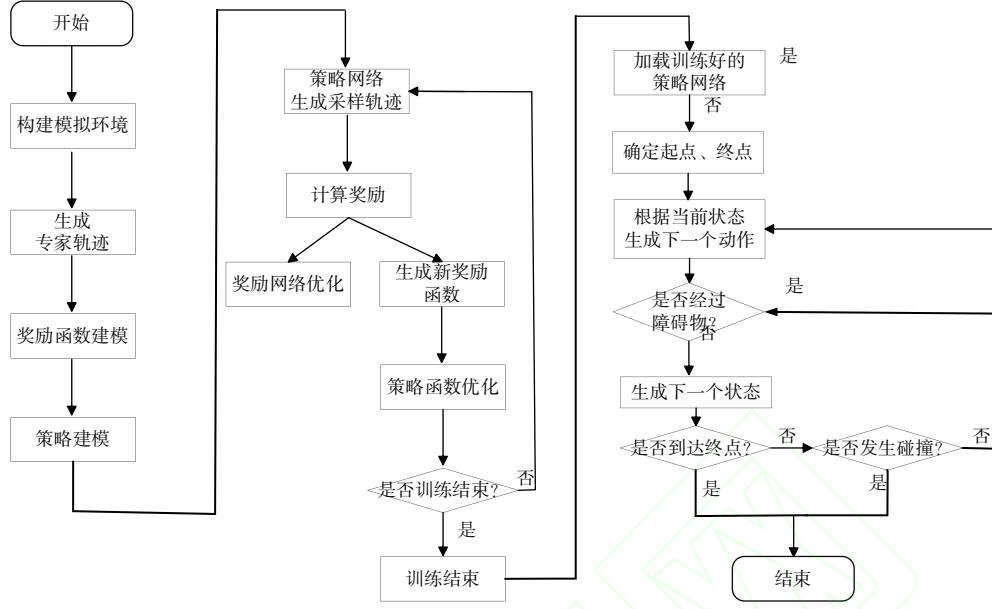 开始
构建模拟环境
生成
专家轨迹
奖励函数建模
策略建模
策略网络
生成采样轨迹
计算奖励
奖励网络优化
生成新奖励
函数
策略函数优化
是否训练结束?
否
是
训练结束
加载训练好的
策略网络
是
否
确定起点、终点
根据当前状态
生成下一个动作
是
是否经过
障碍物?
否
生成下一个状态
是否到达终点?
否
是否发生碰撞?
否
是
是
结束